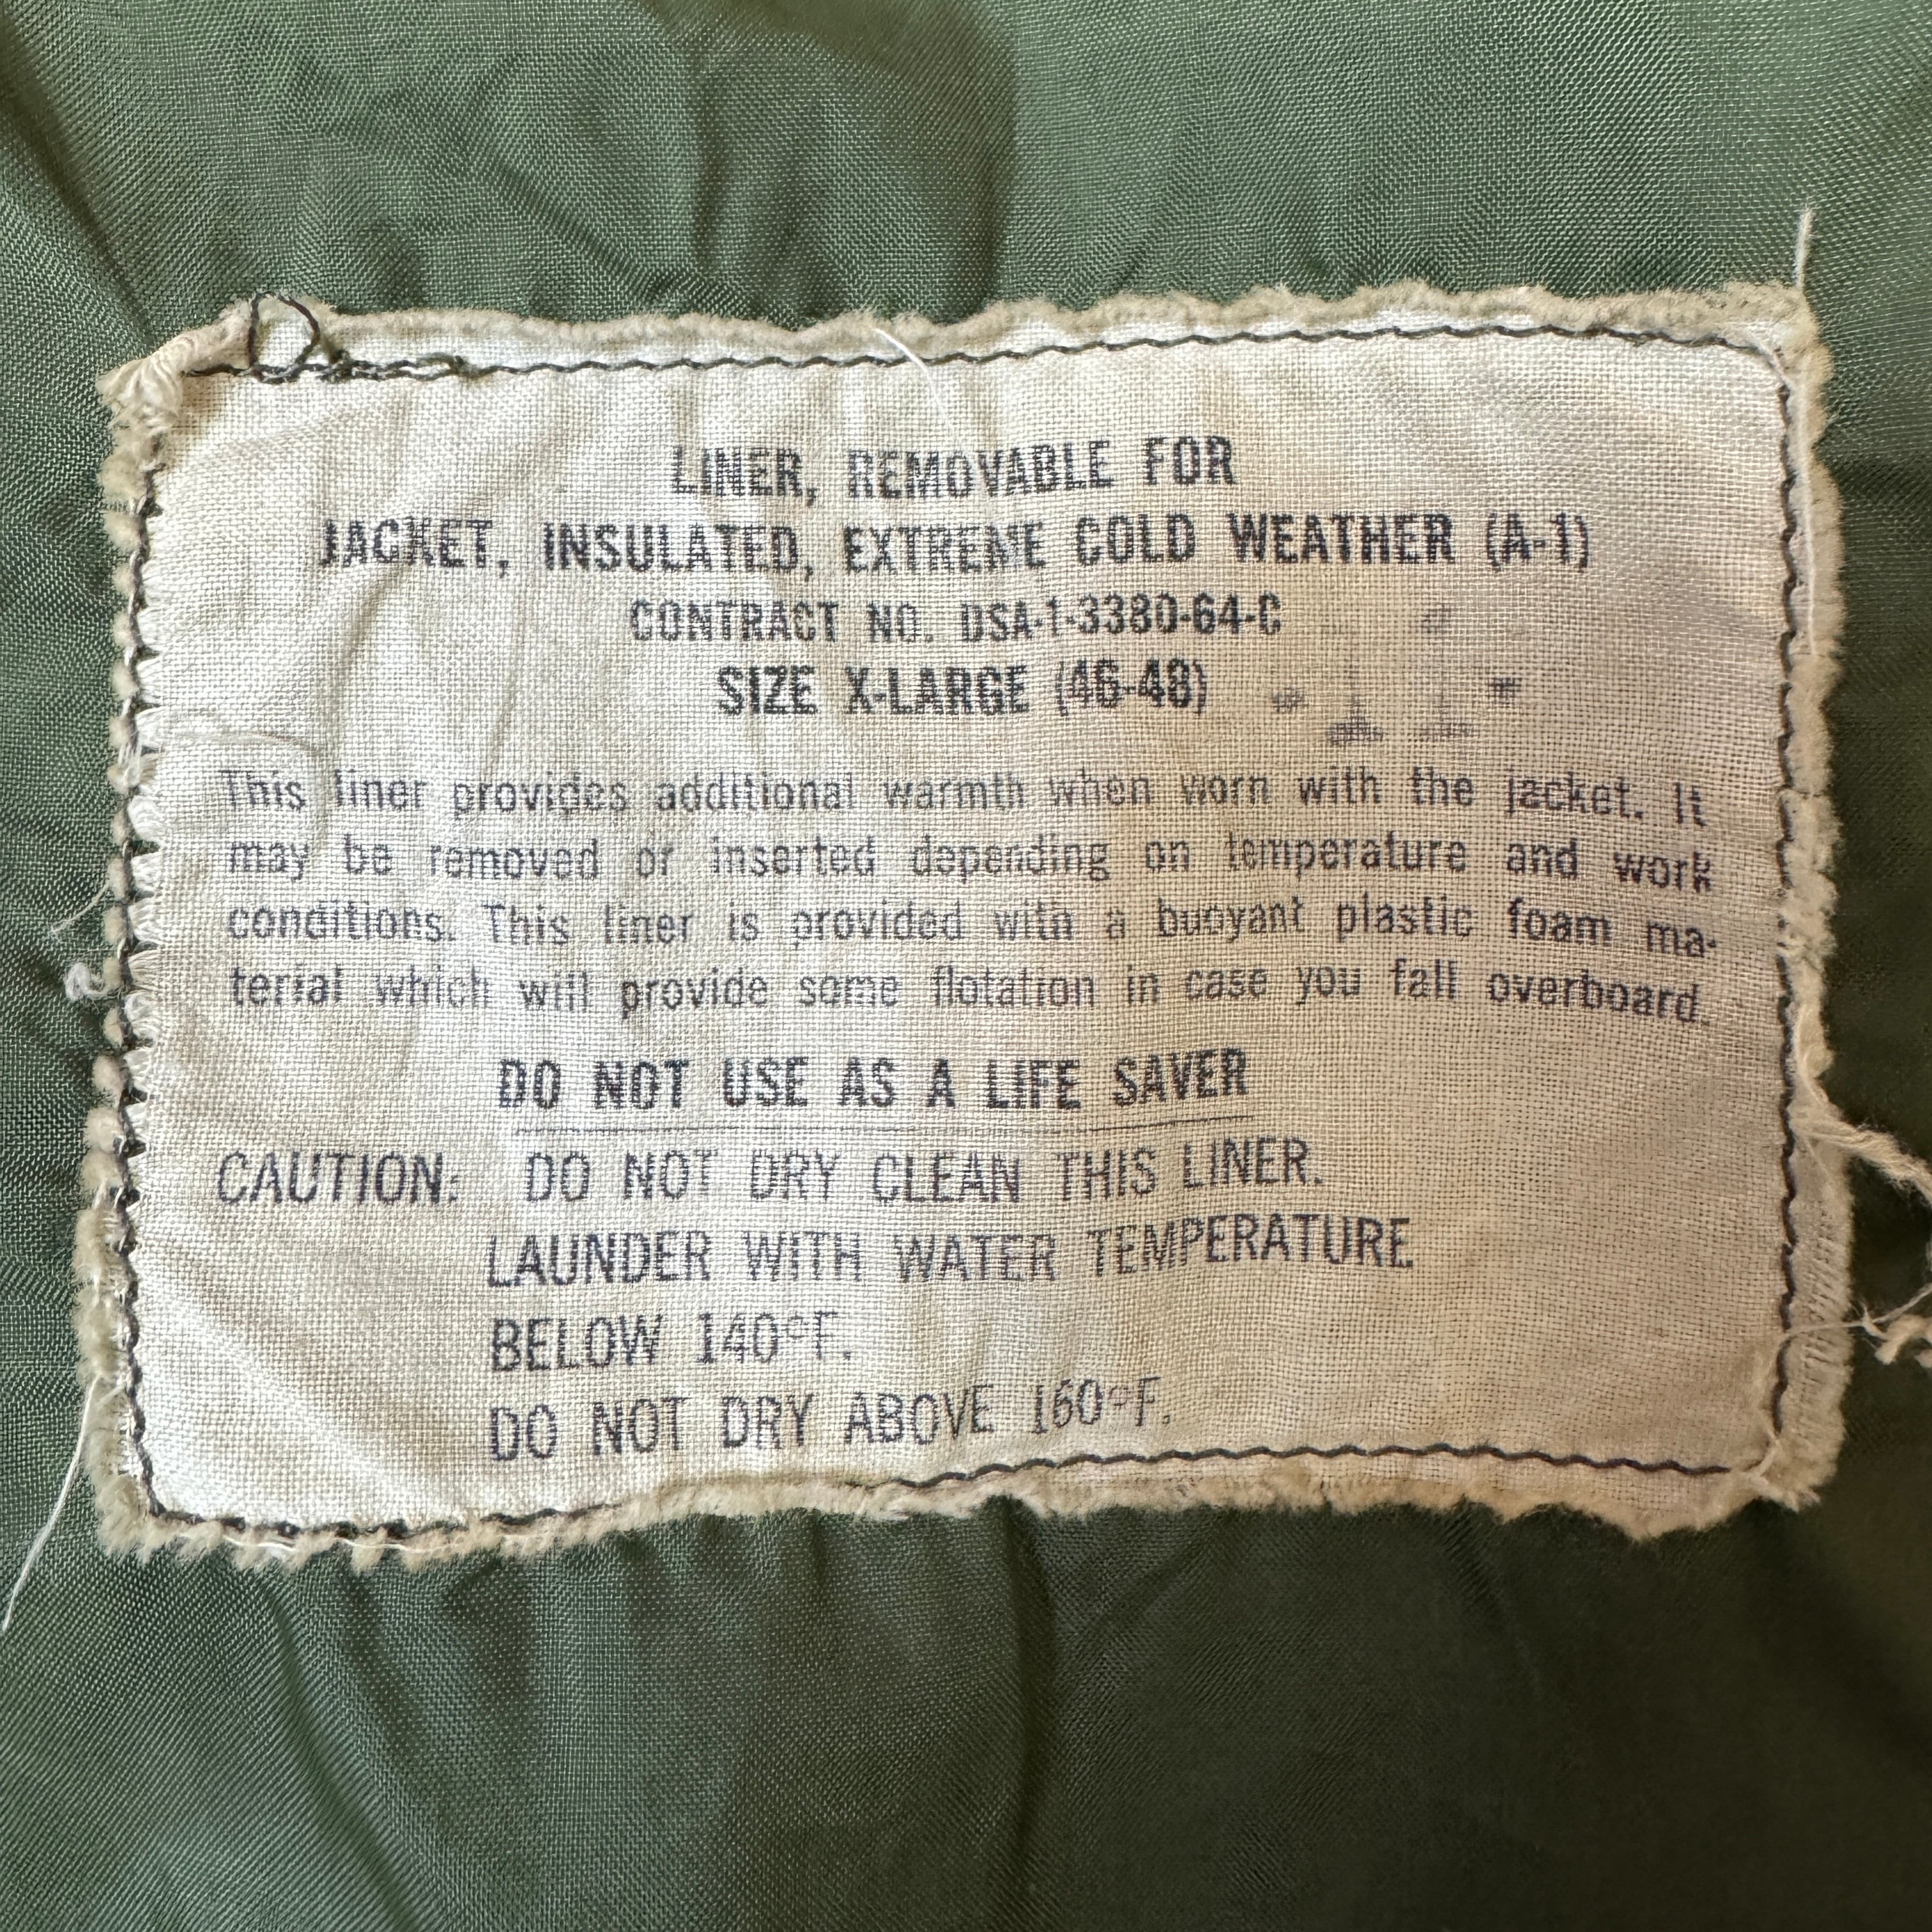 LINER, REMOVABLE FOR
JACKET, INSULATED, EXTREME COLD WEATHER (A-1)
CONTRACT NO. DSA-1-3380-64-C
SIZE X-LARGE (46-48)
This liner provides additional warmth when worn with the jacket. It
may be removed or inserted depending on temperature and work
conditions. This liner is provided with a buoyant plastic foam ma-
terial which will provide some flotation in case you fall overboard.
DO NOT USE AS A LIFE SAVER
CAUTION: DO NOT DRY CLEAN THIS LINER.
LAUNDER WITH WATER TEMPERATURE
BELOW 140°F.
DO NOT DRY ABOVE 160°F.